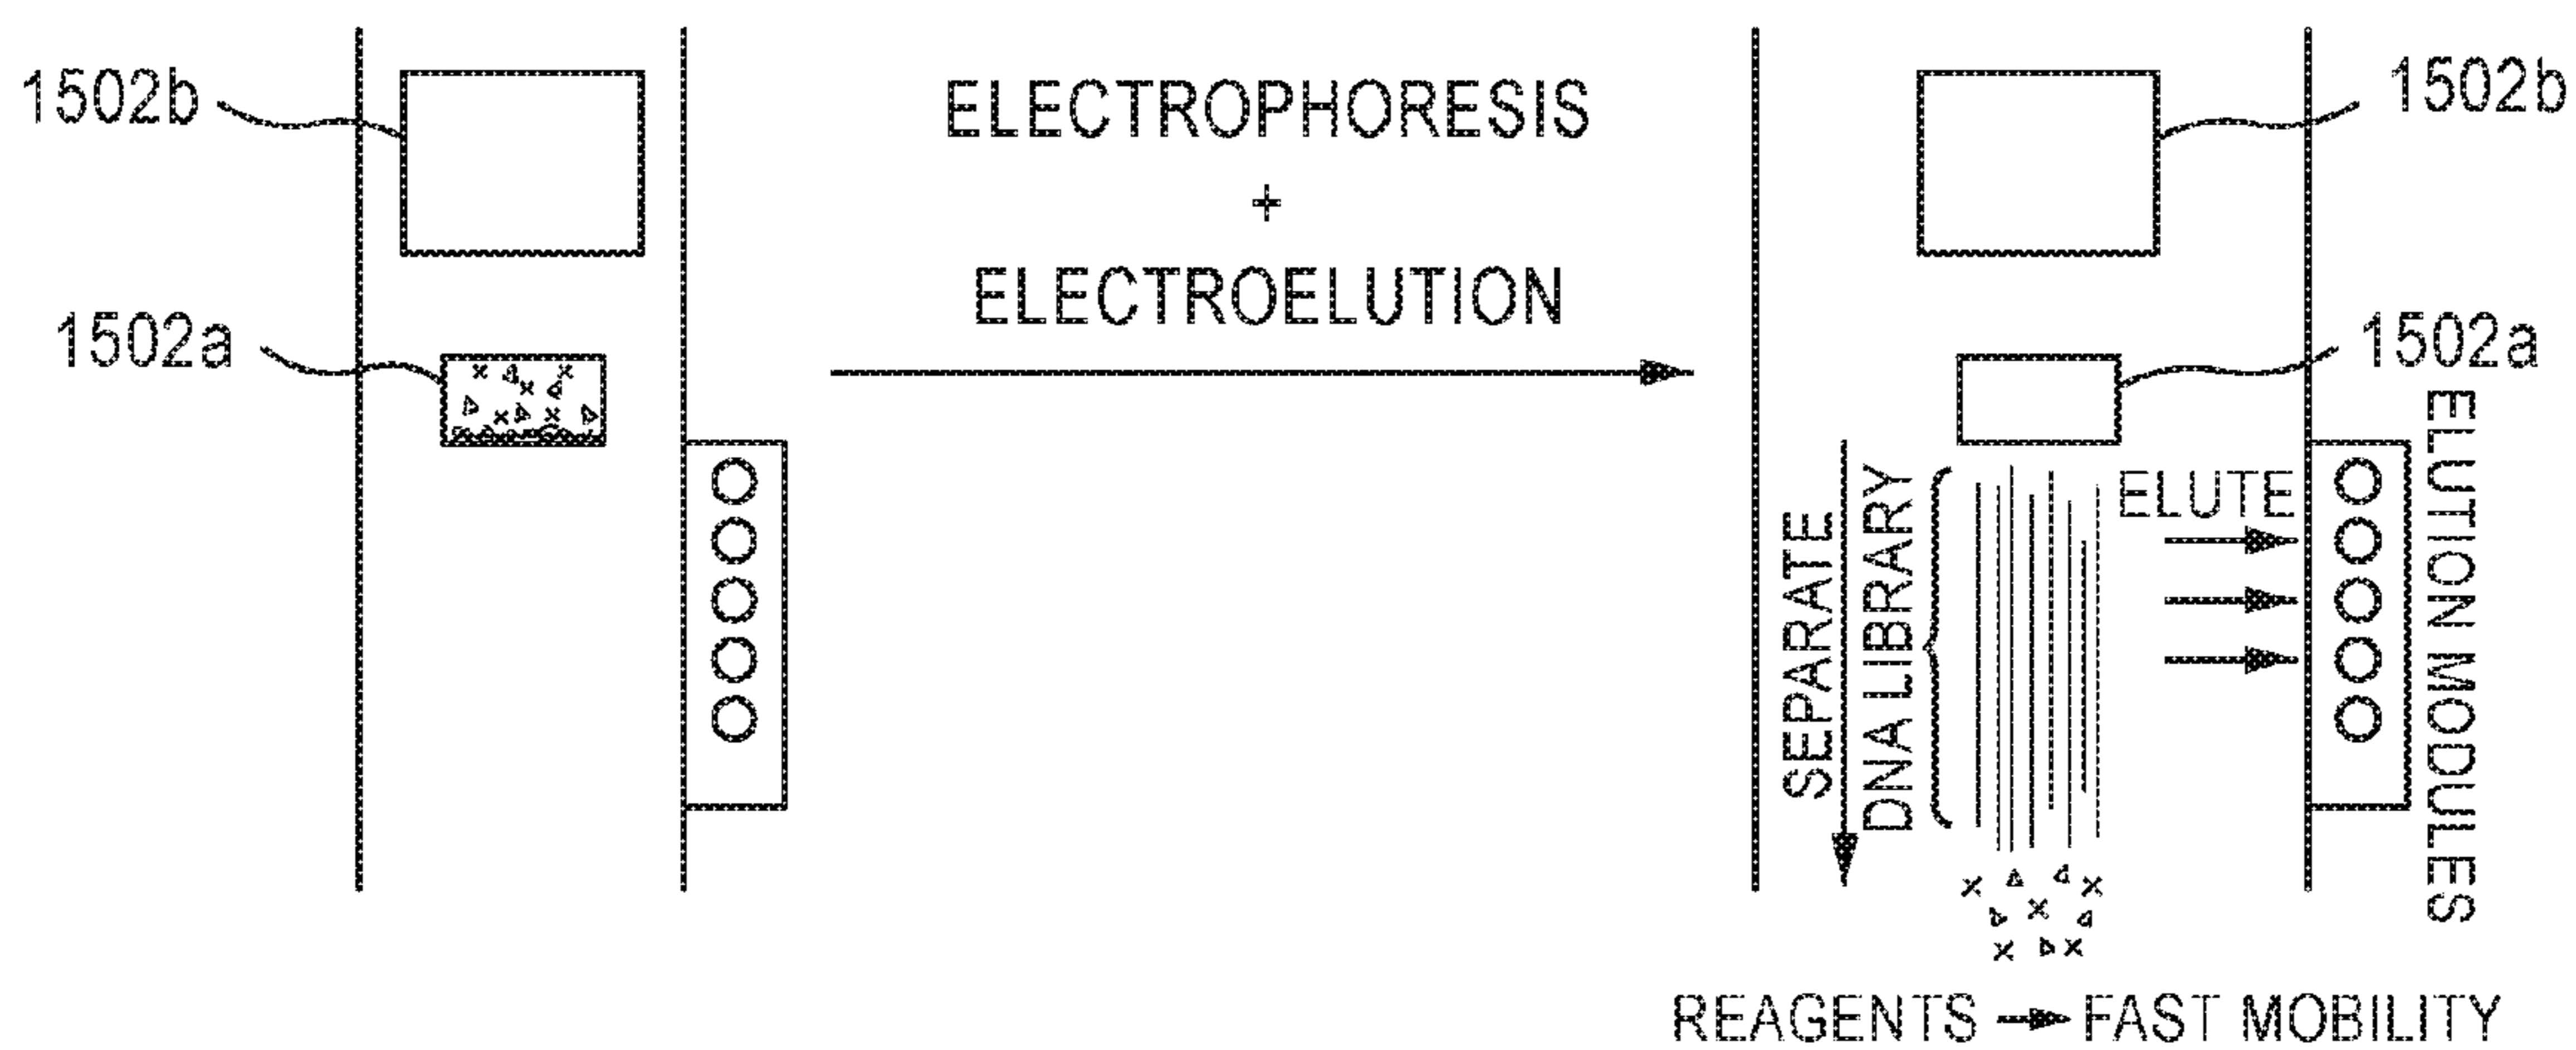 1502b
1502a
ELECTROPHORESIS
+
ELECTROELUTION
1502b
1502a
SEPARATE
DNA LIBRARY
ELUTE
ELUTION MODULES
REAGENTS → FAST MOBILITY